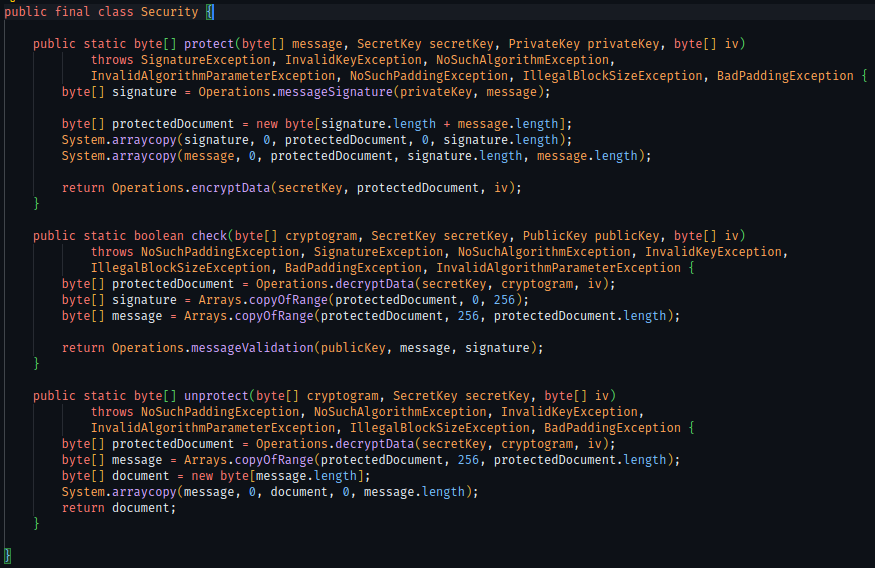 public final class Security {
public static byte[] protect(byte[] message, SecretKey secretKey, PrivateKey privateKey, byte[] iv)
throws SignatureException, InvalidKeyException, NoSuchAlgorithmException,
InvalidAlgorithmParameterException, NoSuchPaddingException, IllegalBlockSizeException, BadPaddingException {
byte[] signature = Operations.messageSignature(privateKey, message);
byte[] protectedDocument = new byte[signature.length + message.length];
System.arraycopy(signature, 0, protectedDocument, 0, signature.length);
System.arraycopy(message, 0, protectedDocument, signature.length, message.length);
return Operations.encryptData(secretKey, protectedDocument, iv);
}
public static boolean check(byte[] cryptogram, SecretKey secretKey, PublicKey publicKey, byte[] iv)
throws NoSuchPaddingException, SignatureException, NoSuchAlgorithmException, InvalidKeyException,
IllegalBlockSizeException, BadPaddingException, InvalidAlgorithmParameterException {
byte[] protectedDocument = Operations.decryptData(secretKey, cryptogram, iv);
byte[] signature = Arrays.copyOfRange(protectedDocument, 0, 256);
byte[] message = Arrays.copyOfRange(protectedDocument, 256, protectedDocument.length);
return Operations.messageValidation(publicKey, message, signature);
}
public static byte[] unprotect(byte[] cryptogram, SecretKey secretKey, byte[] iv)
throws NoSuchPaddingException, NoSuchAlgorithmException, InvalidKeyException,
InvalidAlgorithmParameterException, IllegalBlockSizeException, BadPaddingException {
byte[] protectedDocument = Operations.decryptData(secretKey, cryptogram, iv);
byte[] message = Arrays.copyOfRange(protectedDocument, 256, protectedDocument.length);
byte[] document = new byte[message.length];
System.arraycopy(message, 0, document, 0, message.length);
return document;
}
}